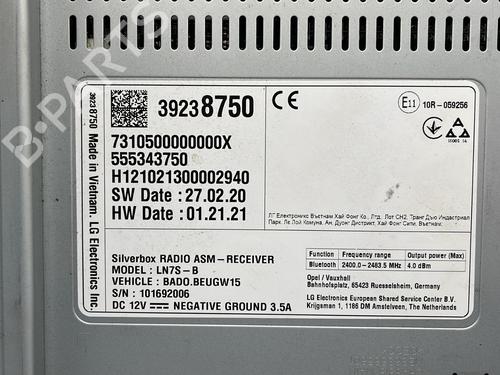 39238750
CE
E11 10R-059256
7310500000000X
555343750
H121021300002940
SW Date : 27.02.20
HW Date : 01.21.21
39238750 Made in Vietnam. LG Electronics Inc.
Silverbox RADIO ASM-RECEIVER
MODEL : LN7S-B
VEHICLE : BADO.BEUGW15
S/N : 101692006
DC 12V NEGATIVE GROUND 3.5A
Function Frequency range Output power (Max)
Bluetooth 2400.0 - 2483.5 MHz 4.0 dBm
Opel / Vauxhall
Bahnhofsplatz, 65423 Ruesselsheim, Germany
LG Electronics European Shared Service Center B.V.
Krijgsman 1, 1186 DM Amstelveen, The Netherlands
B-PARTS